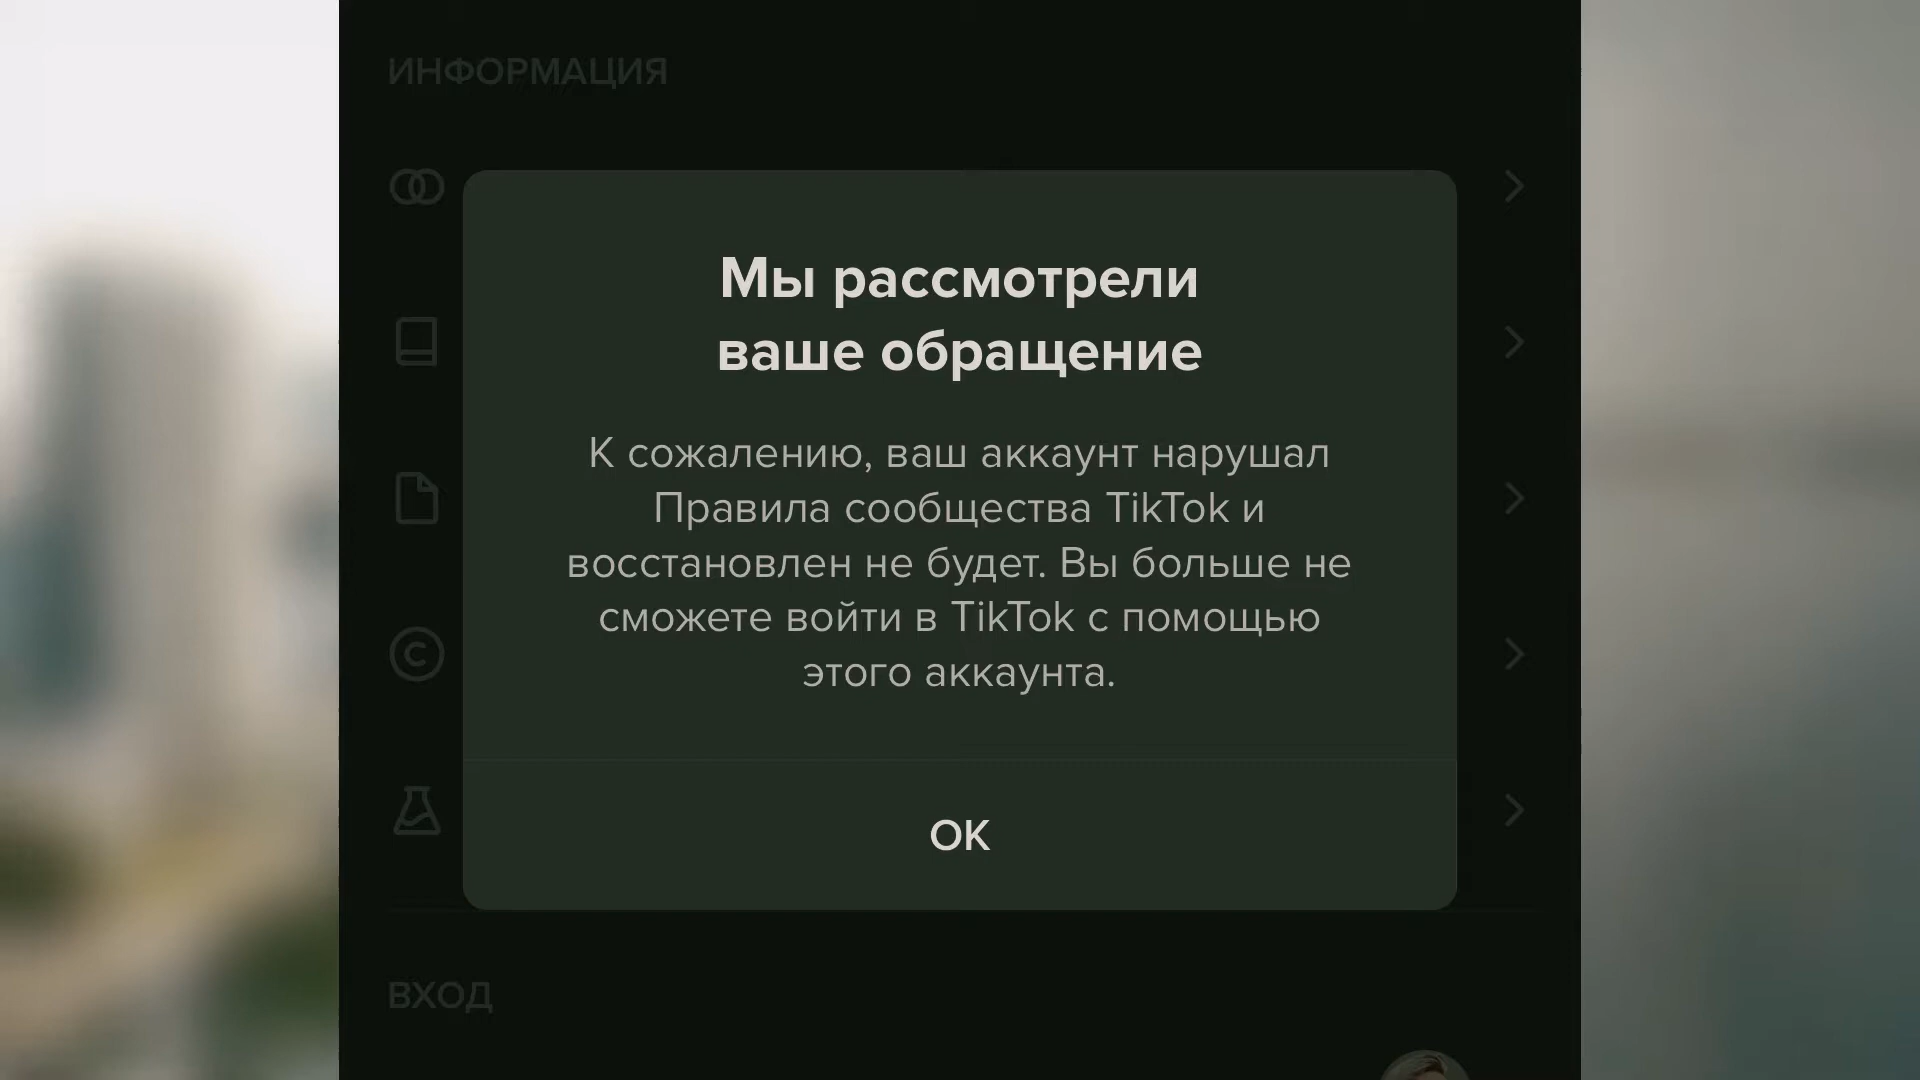 ИНФОРМАЦИЯ
Мы рассмотрели
ваше обращение
К сожалению, ваш аккаунт нарушал
Правила сообщества TikTok и
восстановлен не будет. Вы больше не
сможете войти в TikTok с помощью
этого аккаунта.
ОК
ВХОД